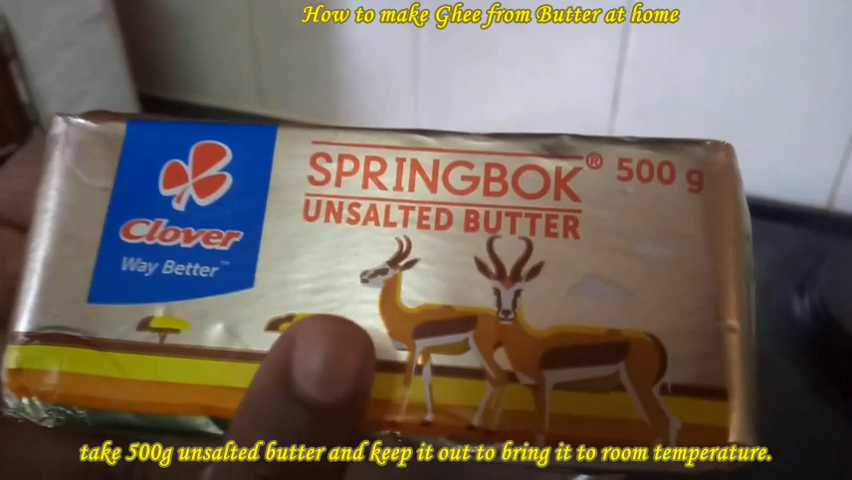 How to make Ghee from Butter at home
SPRINGBOK® 500 g
UNSALTED BUTTER
Clover
Way Better™
take 500g unsalted butter and keep it out to bring it to room temperature.